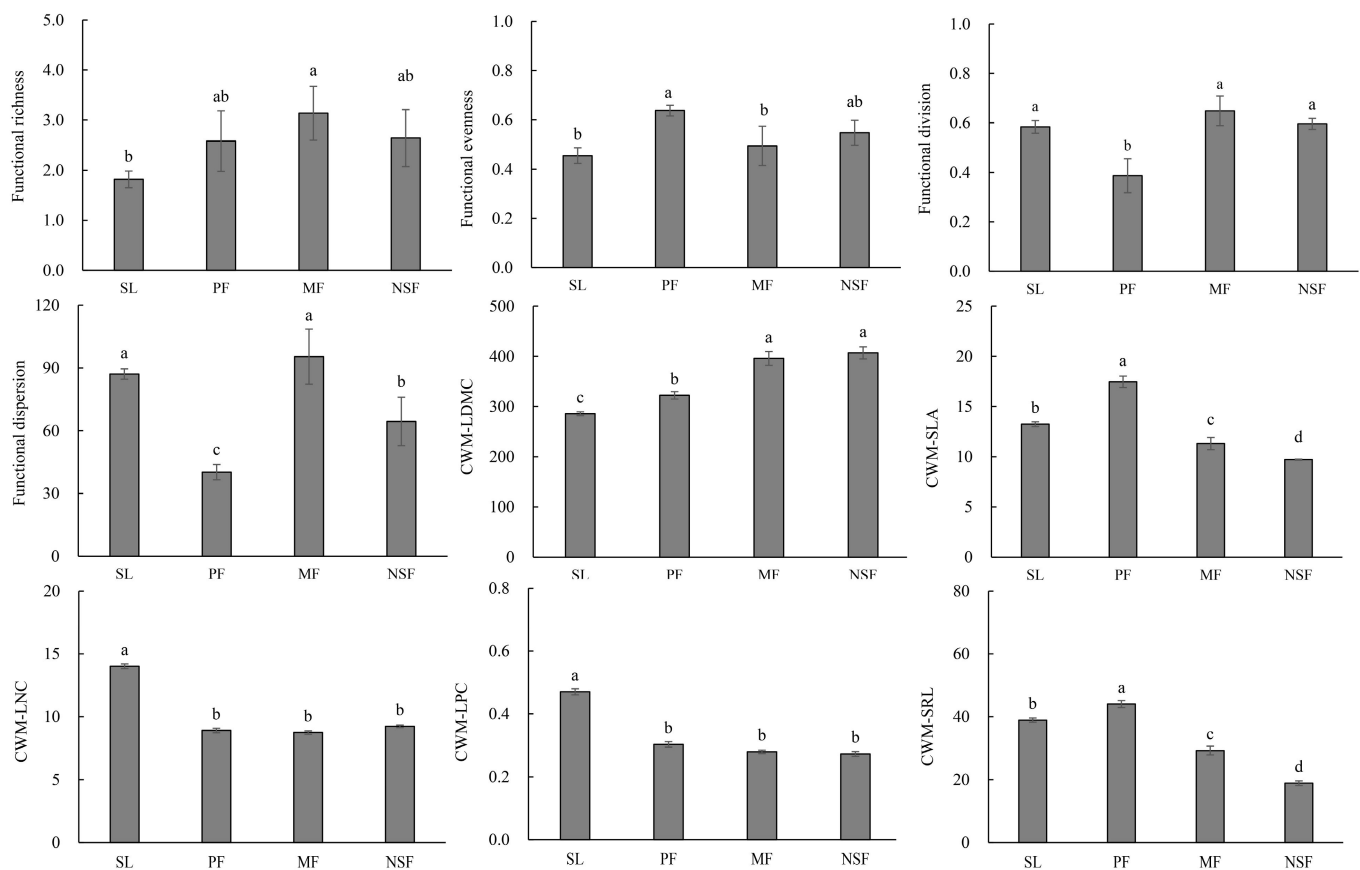 Functional richness
5.0
4.0
3.0
2.0
1.0
0.0
b
ab
a
ab
SL
PF
MF
NSF
Functional evenness
1.0
0.8
0.6
0.4
0.2
0.0
b
a
b
ab
SL
PF
MF
NSF
Functional division
1.0
0.8
0.6
0.4
0.2
0.0
a
b
a
a
SL
PF
MF
NSF
Functional dispersion
120
90
60
30
0
a
c
a
b
SL
PF
MF
NSF
CWM-LDMC
500
400
300
200
100
0
c
b
a
a
SL
PF
MF
NSF
CWM-SLA
25
20
15
10
5
0
b
a
c
d
SL
PF
MF
NSF
CWM-LNC
20
15
10
5
0
a
b
b
b
SL
PF
MF
NSF
CWM-LPC
0.8
0.6
0.4
0.2
0.0
a
b
b
b
SL
PF
MF
NSF
CWM-SRL
80
60
40
20
0
b
a
c
d
SL
PF
MF
NSF